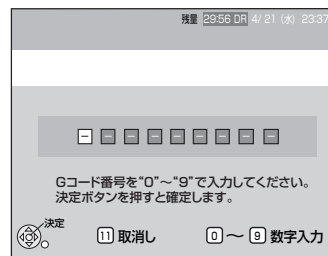 残量 29:56 DR 4/21(水) 23:37
- - - - - - - - -
Gコード番号を“0”～“9”で入力してください。
決定ボタンを押すと確定します。
決定
11 取消し 0 ～ 9 数字入力